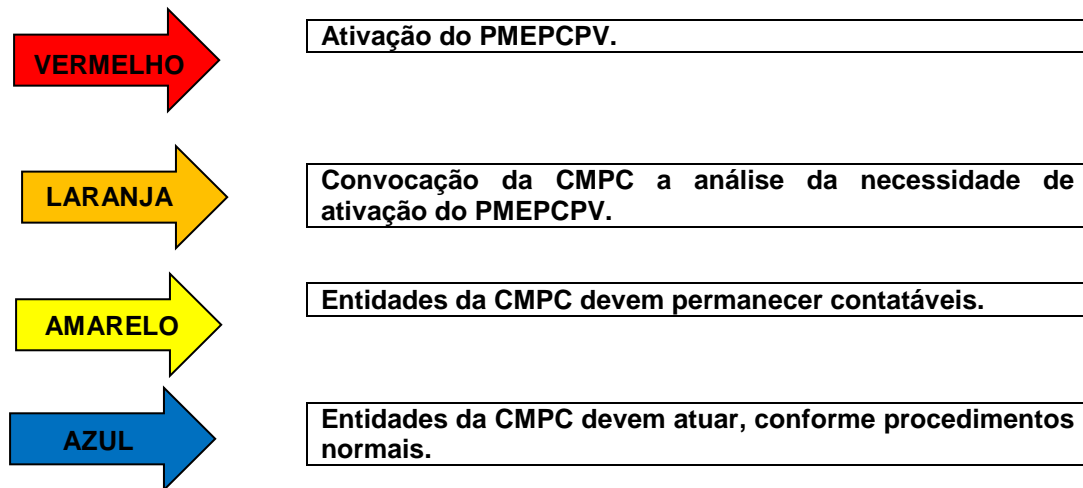 VERMELHO
Ativação do PMEPCPV.
LARANJA
Convocação da CMPC a análise da necessidade de
ativação do PMEPCPV.
AMARELO
Entidades da CMPC devem permanecer contatáveis.
AZUL
Entidades da CMPC devem atuar, conforme procedimentos
normais.